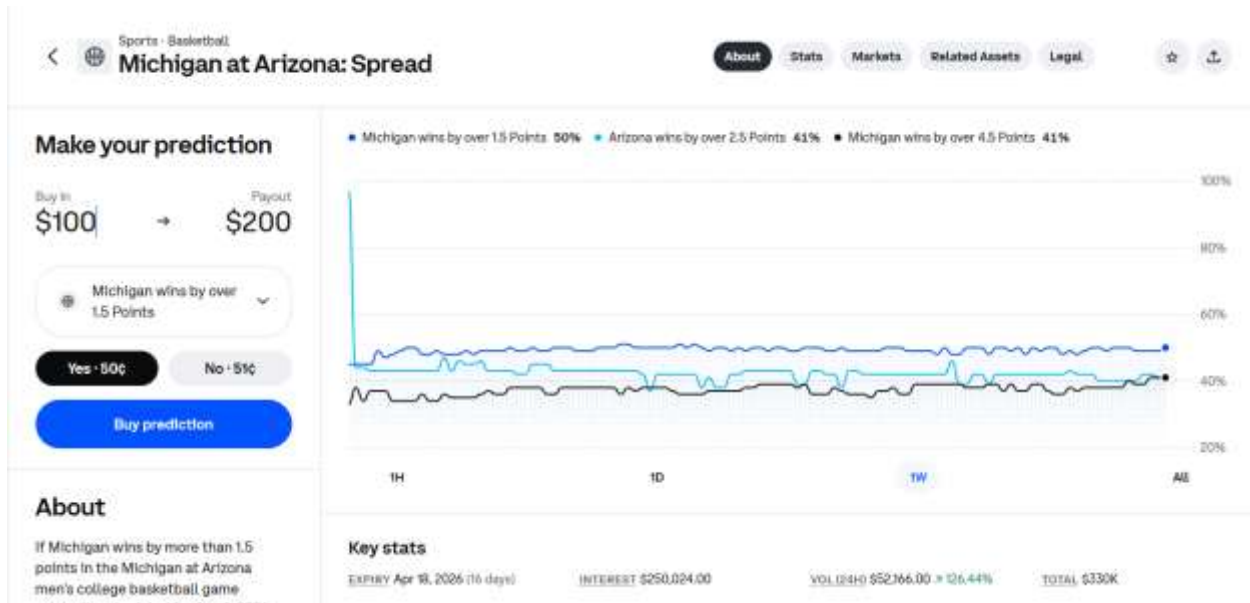 Sports · Basketball
Michigan at Arizona: Spread
About
Stats
Markets
Related Assets
Legal
Make your prediction
Buy In
Payout
$100
$200
Michigan wins by over
1.5 Points
Yes · 50¢
No · 51¢
Buy prediction
About
If Michigan wins by more than 1.5
points in the Michigan at Arizona
men's college basketball game
Michigan wins by over 1.5 Points 50%
Arizona wins by over 2.5 Points 41%
Michigan wins by over 4.5 Points 41%
100%
80%
60%
40%
20%
1H
1D
1W
All
Key stats
EXPIRY Apr 18, 2026 (16 days)
INTEREST $250,024.00
VOL (24H) $52,166.00 126.44%
TOTAL $330K